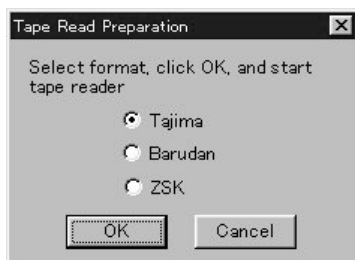 Tape Read Preparation
Select format, click OK, and start
tape reader
Tajima
Barudan
ZSK
OK
Cancel